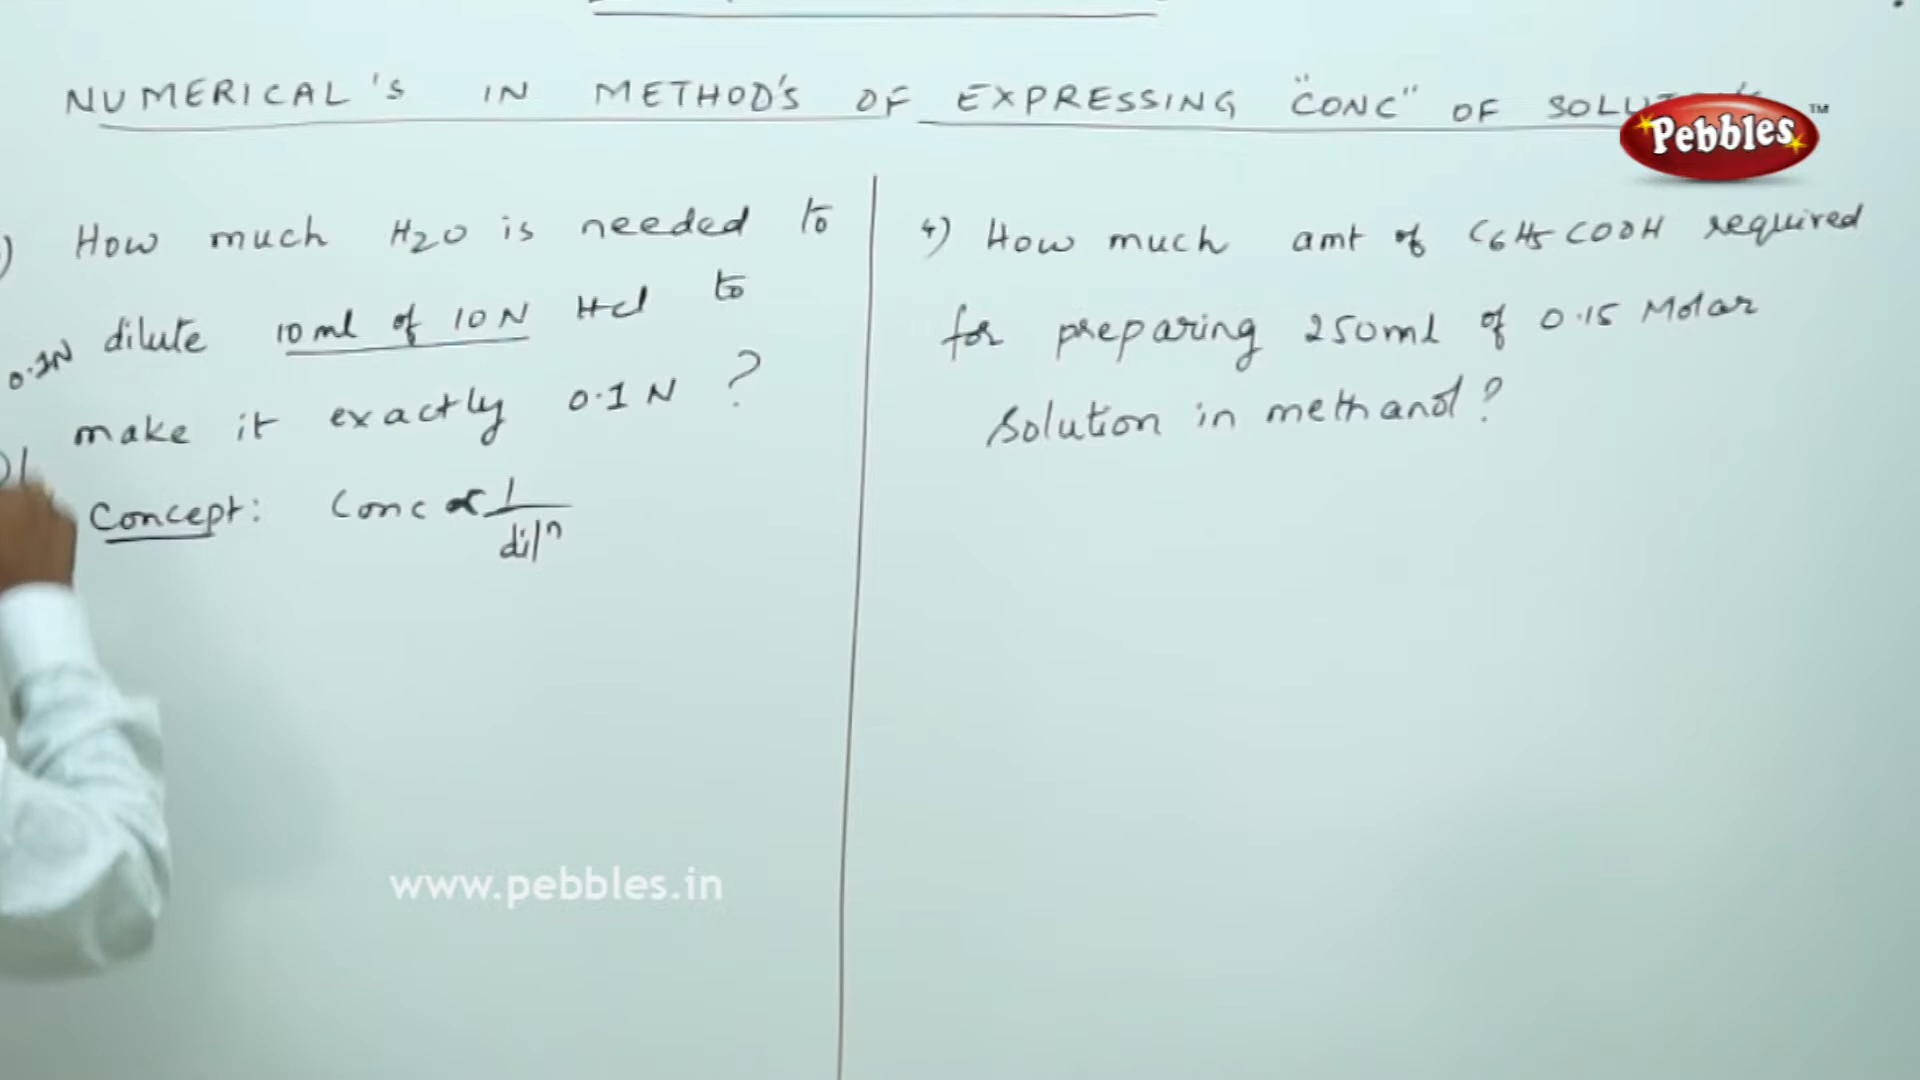 NUMERICAL'S IN METHOD'S OF EXPRESSING "CONC" OF
Pebbles™
) How much H2O is needed to
dilute 10ml of 10N Hcl to
0.1N
make it exactly 0.1N ?
Concept: Conc ∝ 1/dilⁿ
4) How much amt of C6H5COOH required
for preparing 250ml of 0.15 Molar
solution in methanol?
www.pebbles.in